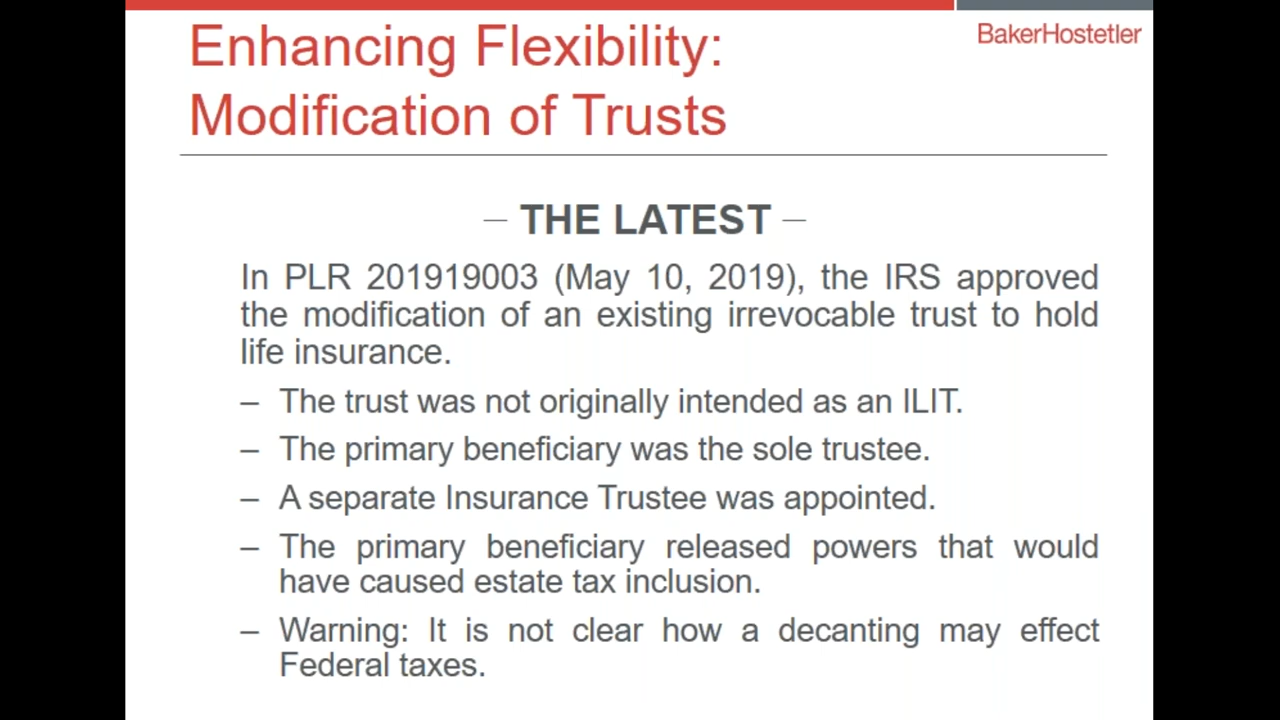 Enhancing Flexibility:
BakerHostetler
Modification of Trusts
– THE LATEST –
In PLR 201919003 (May 10, 2019), the IRS approved
the modification of an existing irrevocable trust to hold
life insurance.
– The trust was not originally intended as an ILIT.
– The primary beneficiary was the sole trustee.
– A separate Insurance Trustee was appointed.
– The primary beneficiary released powers that would
have caused estate tax inclusion.
– Warning: It is not clear how a decanting may effect
Federal taxes.